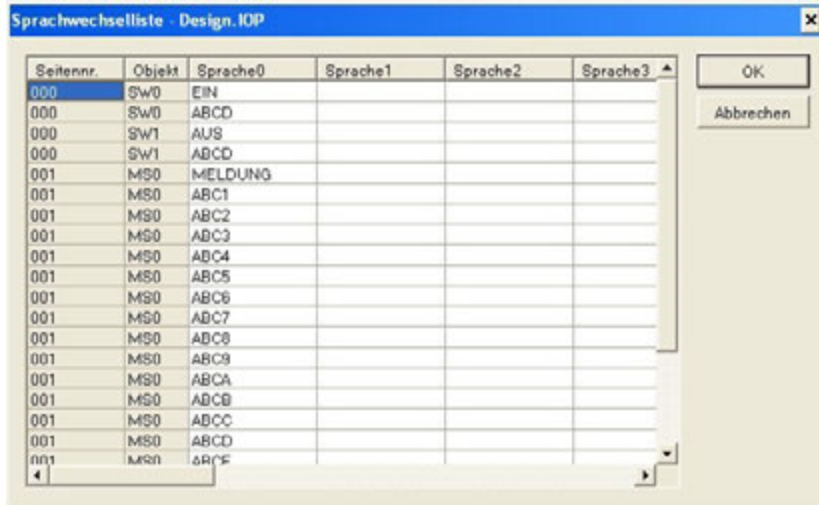 Sprachwechselliste - Design.IOP
Seitennr. Objekt Sprache0 Sprache1 Sprache2 Sprache3
OK
Abbrechen
000 SW0 EIN
000 SW0 ABCD
000 SW1 AUS
000 SW1 ABCD
001 MS0 MELDUNG
001 MS0 ABC1
001 MS0 ABC2
001 MS0 ABC3
001 MS0 ABC4
001 MS0 ABC5
001 MS0 ABC6
001 MS0 ABC7
001 MS0 ABC8
001 MS0 ABC9
001 MS0 ABCA
001 MS0 ABCB
001 MS0 ABCC
001 MS0 ABCD
001 MS0